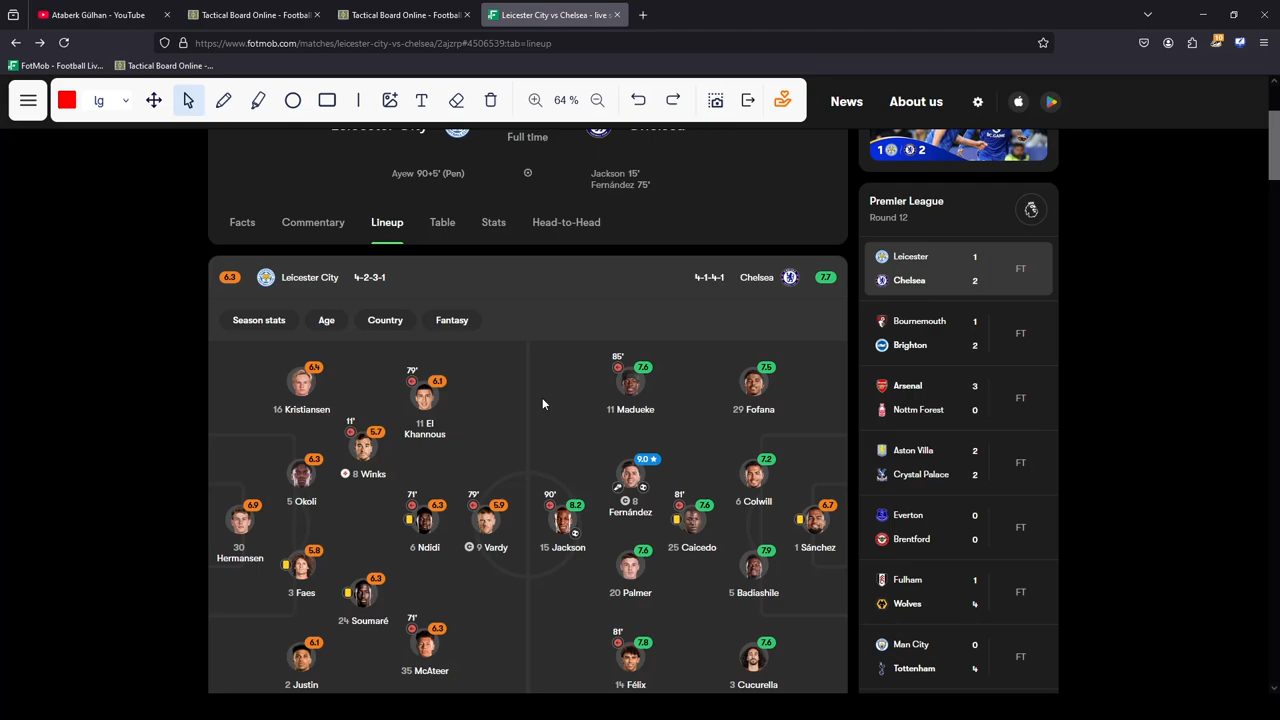 Ataberk Gülhan - YouTube
Tactical Board Online - Footbal
Tactical Board Online - Footbal
Leicester City vs Chelsea - live s
https://www.fotmob.com/matches/leicester-city-vs-chelsea/2ajzrp#4506539:tab=lineup
10
FotMob - Football Liv...
Tactical Board Online -...
lg
64 %
News
About us
Leicester City
Chelsea
Full time
Ayew 90+5' (Pen)
Jackson 15'
Fernández 75'
1
2
Facts
Commentary
Lineup
Table
Stats
Head-to-Head
Premier League
Round 12
Leicester 1
Chelsea 2
FT
Bournemouth 1
Brighton 2
FT
Arsenal 3
Nottm Forest 0
FT
Aston Villa 2
Crystal Palace 2
FT
Everton 0
Brentford 0
FT
Fulham 1
Wolves 4
FT
Man City 0
Tottenham 4
FT
6.3
Leicester City
4-2-3-1
4-1-4-1
Chelsea
7.7
Season stats
Age
Country
Fantasy
6.4
16 Kristiansen
79'
6.1
11 El
Khannous
85'
7.6
11 Madueke
7.5
29 Fofana
11'
5.7
8 Winks
6.3
5 Okoli
9.0
C 8
Fernández
7.2
6 Colwill
6.9
30
Hermansen
71'
6.3
6 Ndidi
79'
5.9
C 9 Vardy
90'
8.2
15 Jackson
81'
7.6
25 Caicedo
6.7
1 Sánchez
5.8
3 Faes
6.3
24 Soumaré
7.6
20 Palmer
7.9
5 Badiashile
6.1
2 Justin
71'
6.3
35 McAteer
81'
7.8
14 Félix
7.6
3 Cucurella